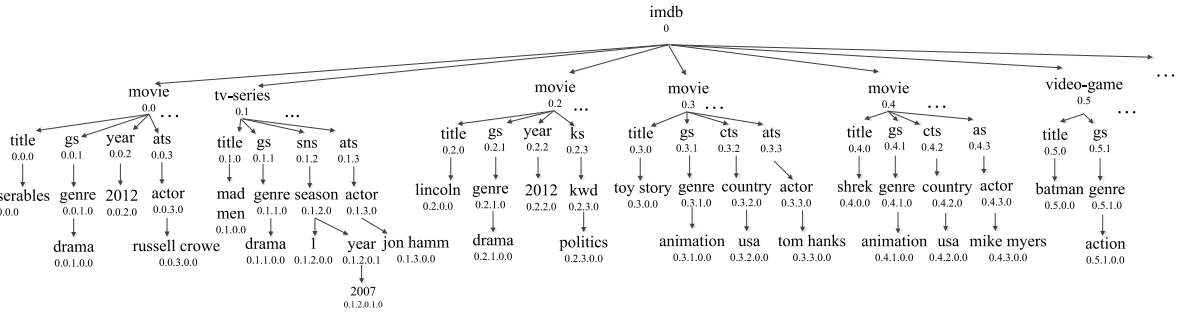 imdb
0
movie
0.0
...
tv-series
0.1
...
movie
0.2
...
movie
0.3
...
movie
0.4
...
video-game
0.5
...
...
title
0.0.0
gs
0.0.1
year
0.0.2
ats
0.0.3
title
0.1.0
gs
0.1.1
sns
0.1.2
ats
0.1.3
title
0.2.0
gs
0.2.1
year
0.2.2
ks
0.2.3
title
0.3.0
gs
0.3.1
cts
0.3.2
ats
0.3.3
title
0.4.0
gs
0.4.1
cts
0.4.2
as
0.4.3
title
0.5.0
gs
0.5.1
serables
0.0.0
genre
0.0.1.0
2012
0.0.2.0
actor
0.0.3.0
mad
men
0.1.0.0
genre
0.1.1.0
season
0.1.2.0
actor
0.1.3.0
lincoln
0.2.0.0
genre
0.2.1.0
2012
0.2.2.0
kwd
0.2.3.0
toy story
0.3.0.0
genre
0.3.1.0
country
0.3.2.0
actor
0.3.3.0
shrek
0.4.0.0
genre
0.4.1.0
country
0.4.2.0
actor
0.4.3.0
batman
0.5.0.0
genre
0.5.1.0
drama
0.0.1.0.0
russell crowe
0.0.3.0.0
drama
0.1.1.0.0
1
0.1.2.0.0
year
0.1.2.0.1
jon hamm
0.1.3.0.0
drama
0.2.1.0.0
politics
0.2.3.0.0
animation
0.3.1.0.0
usa
0.3.2.0.0
tom hanks
0.3.3.0.0
animation
0.4.1.0.0
usa
0.4.2.0.0
mike myers
0.4.3.0.0
action
0.5.1.0.0
2007
0.1.2.0.1.0